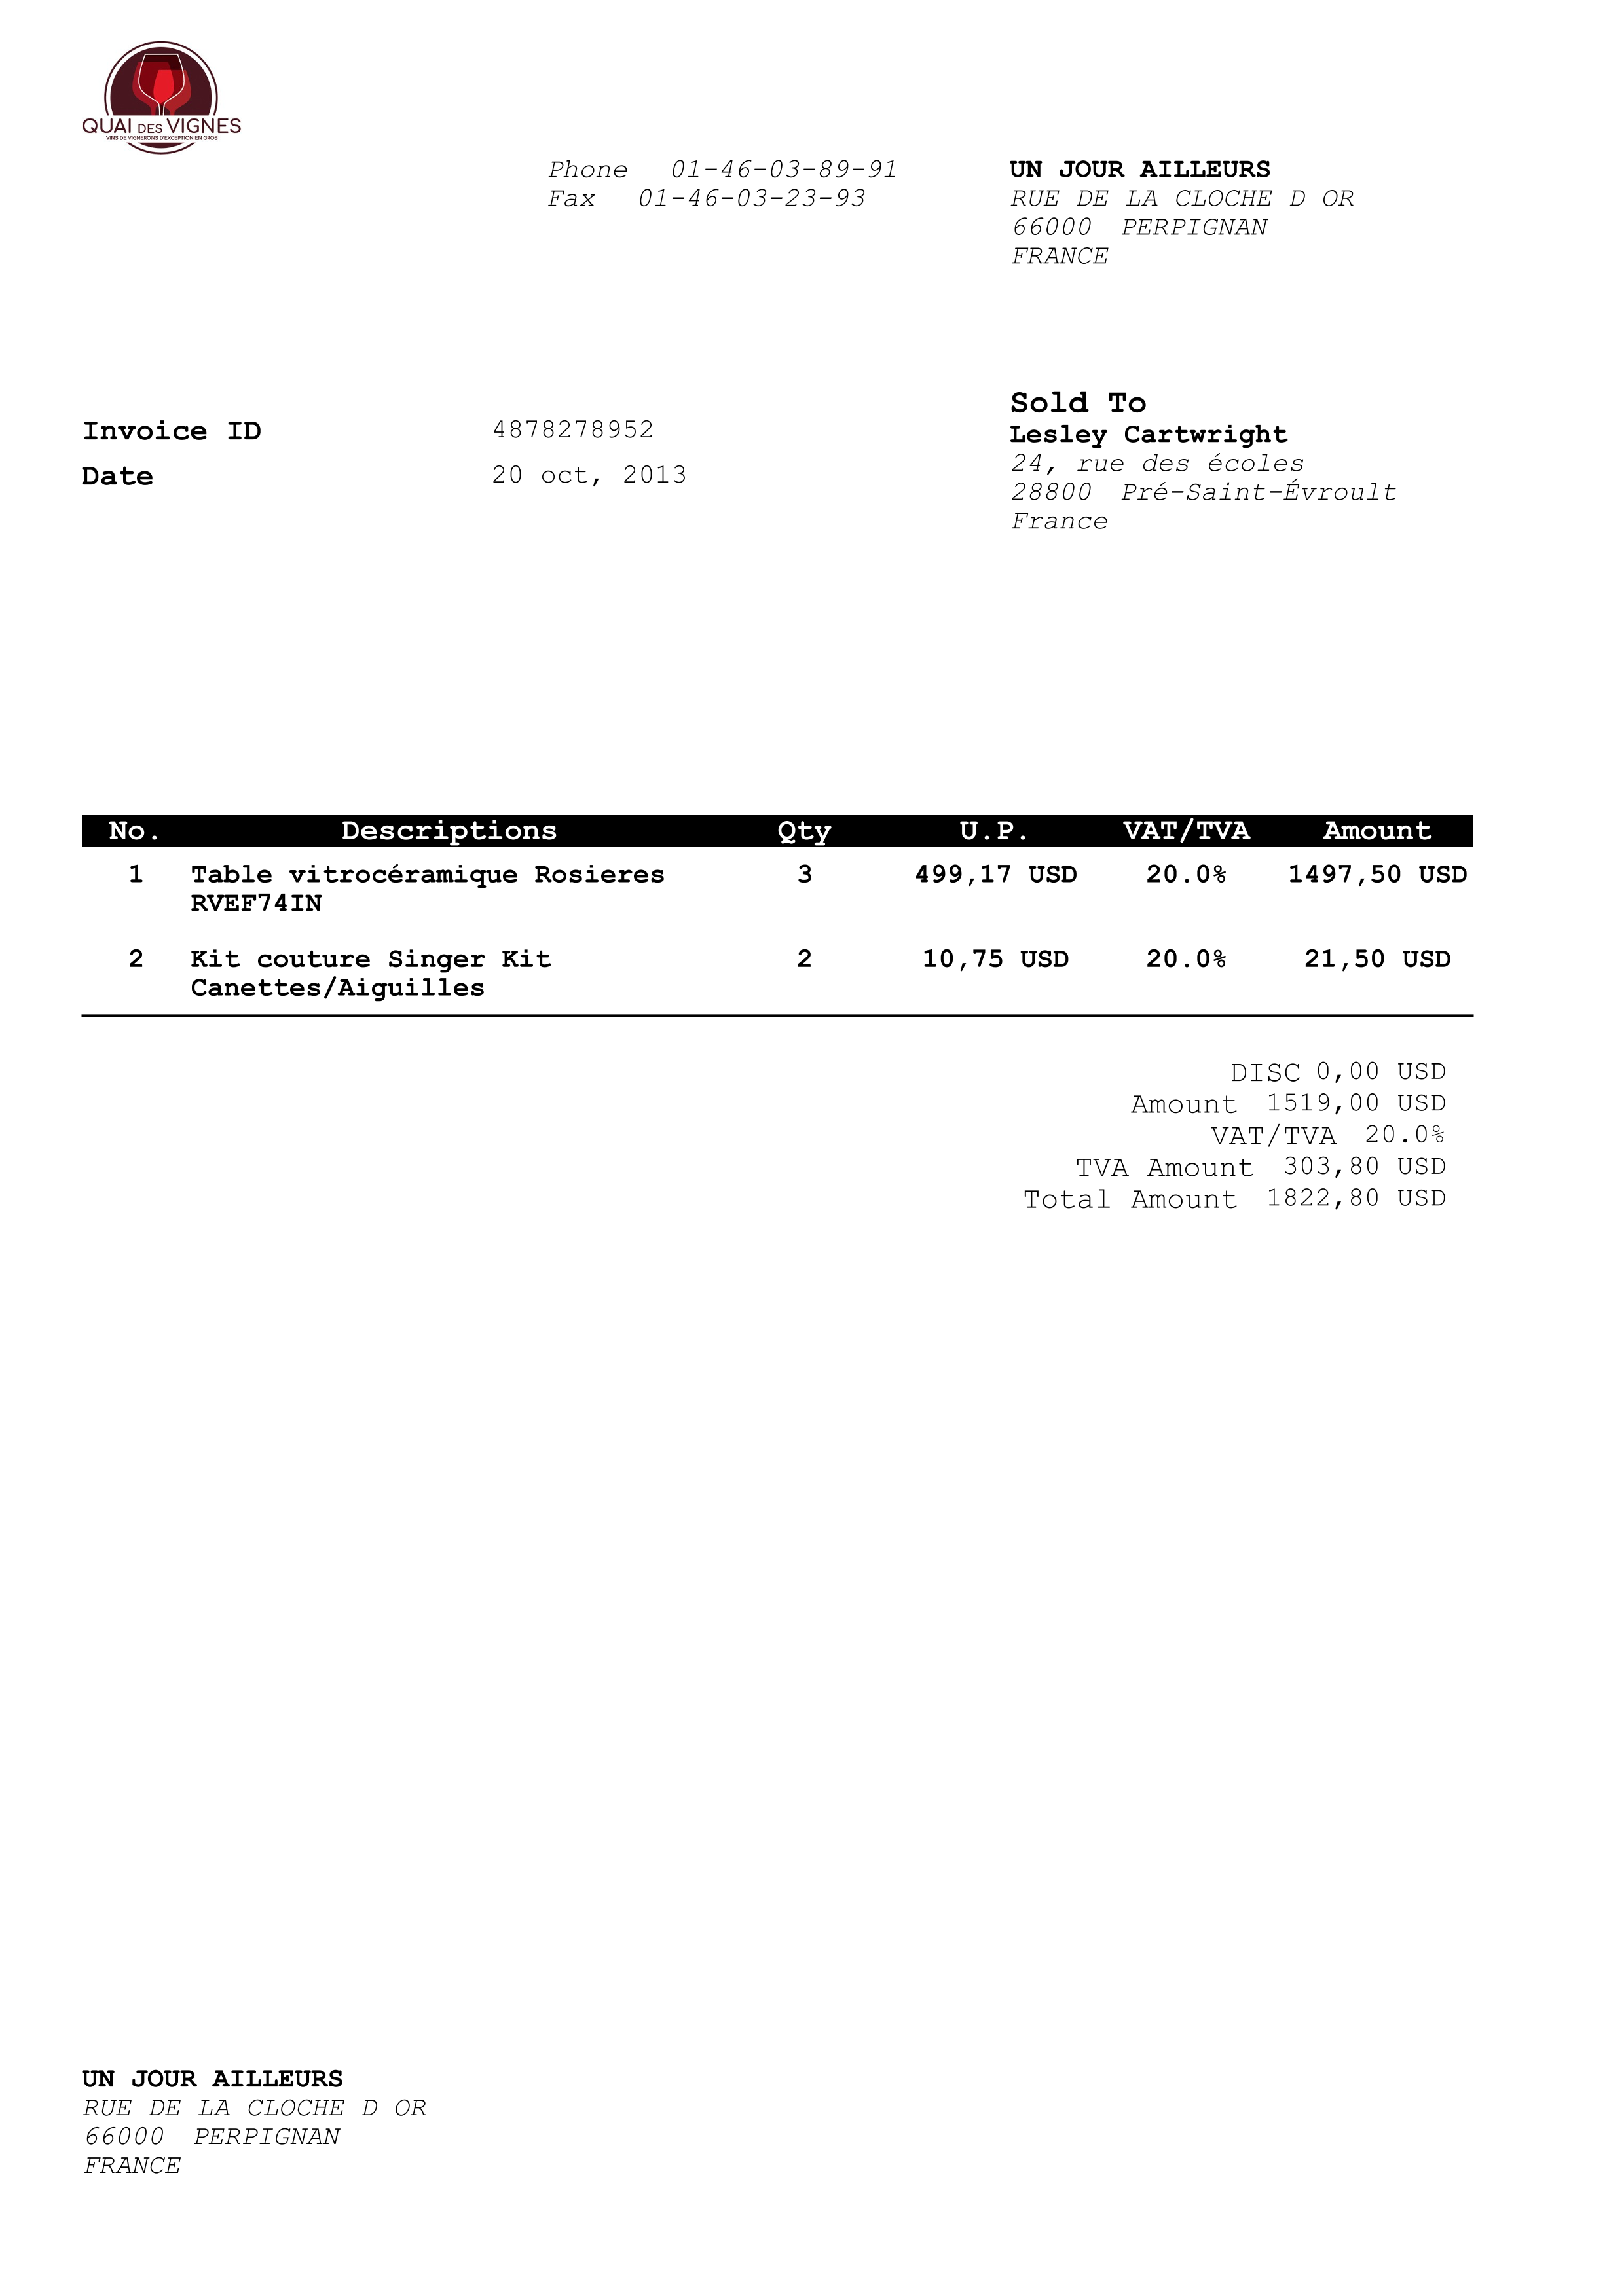 QUAI DES VIGNES
VINS DE VIGNERONS D'EXCEPTION EN GROS
Phone 01-46-03-89-91
Fax 01-46-03-23-93
UN JOUR AILLEURS
RUE DE LA CLOCHE D OR
66000 PERPIGNAN
FRANCE
Invoice ID 4878278952
Date 20 oct, 2013
Sold To
Lesley Cartwright
24, rue des écoles
28800 Pré-Saint-Évroult
France
No. Descriptions Qty U.P. VAT/TVA Amount
1 Table vitrocéramique Rosieres 3 499,17 USD 20.0% 1497,50 USD
RVEF74IN
2 Kit couture Singer Kit 2 10,75 USD 20.0% 21,50 USD
Canettes/Aiguilles
DISC 0,00 USD
Amount 1519,00 USD
VAT/TVA 20.0%
TVA Amount 303,80 USD
Total Amount 1822,80 USD
UN JOUR AILLEURS
RUE DE LA CLOCHE D OR
66000 PERPIGNAN
FRANCE